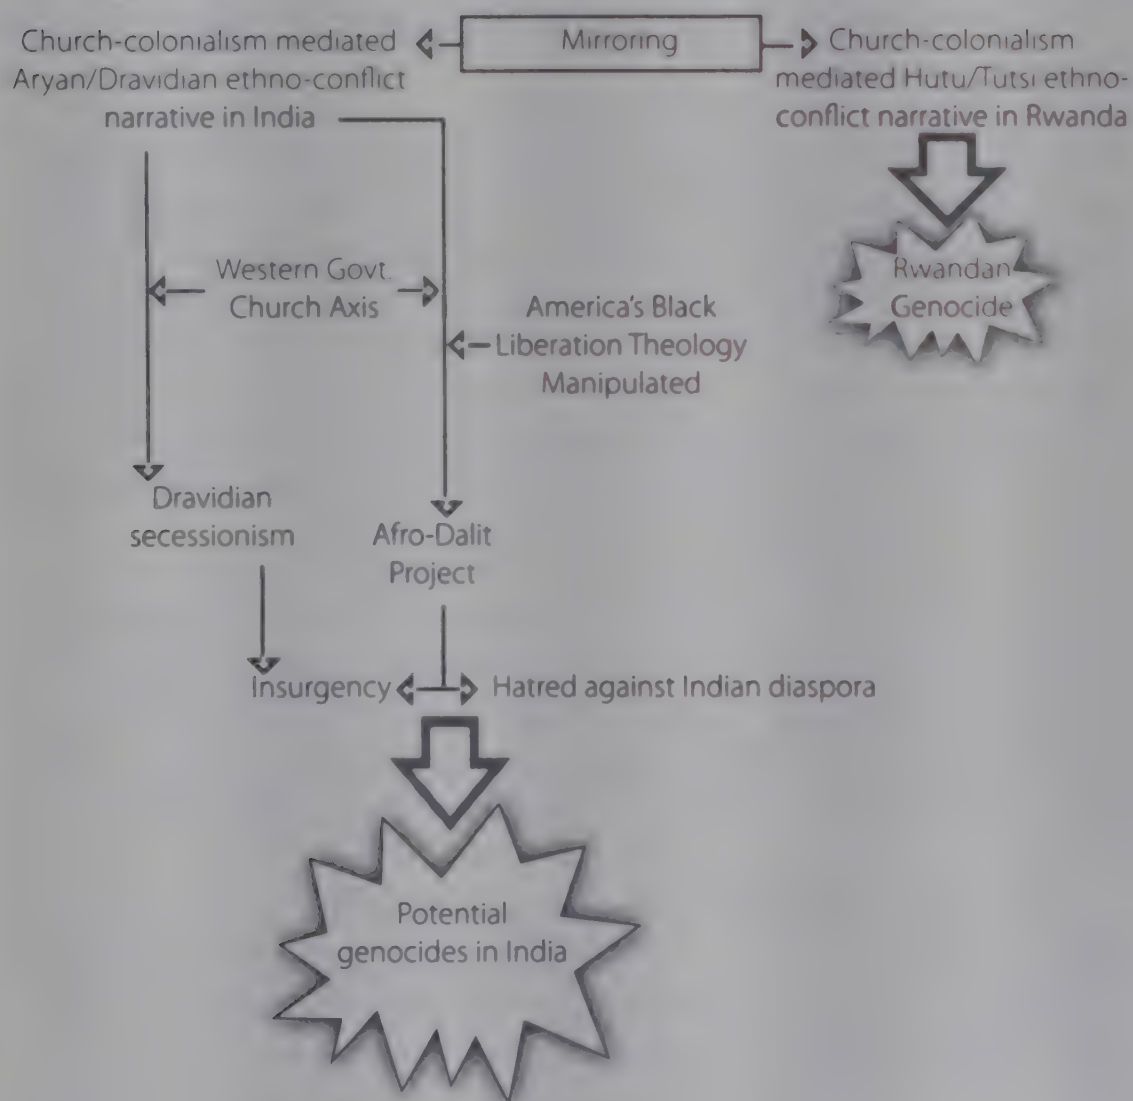 Church-colonialism mediated
Aryan/Dravidian ethno-conflict
narrative in India
Mirroring
Church-colonialism
mediated Hutu/Tutsi ethno-
conflict narrative in Rwanda
Western Govt.
Church Axis
America's Black
Liberation Theology
Manipulated
Rwandan
Genocide
Dravidian
secessionism
Afro-Dalit
Project
Insurgency
Hatred against Indian diaspora
Potential
genocides in India